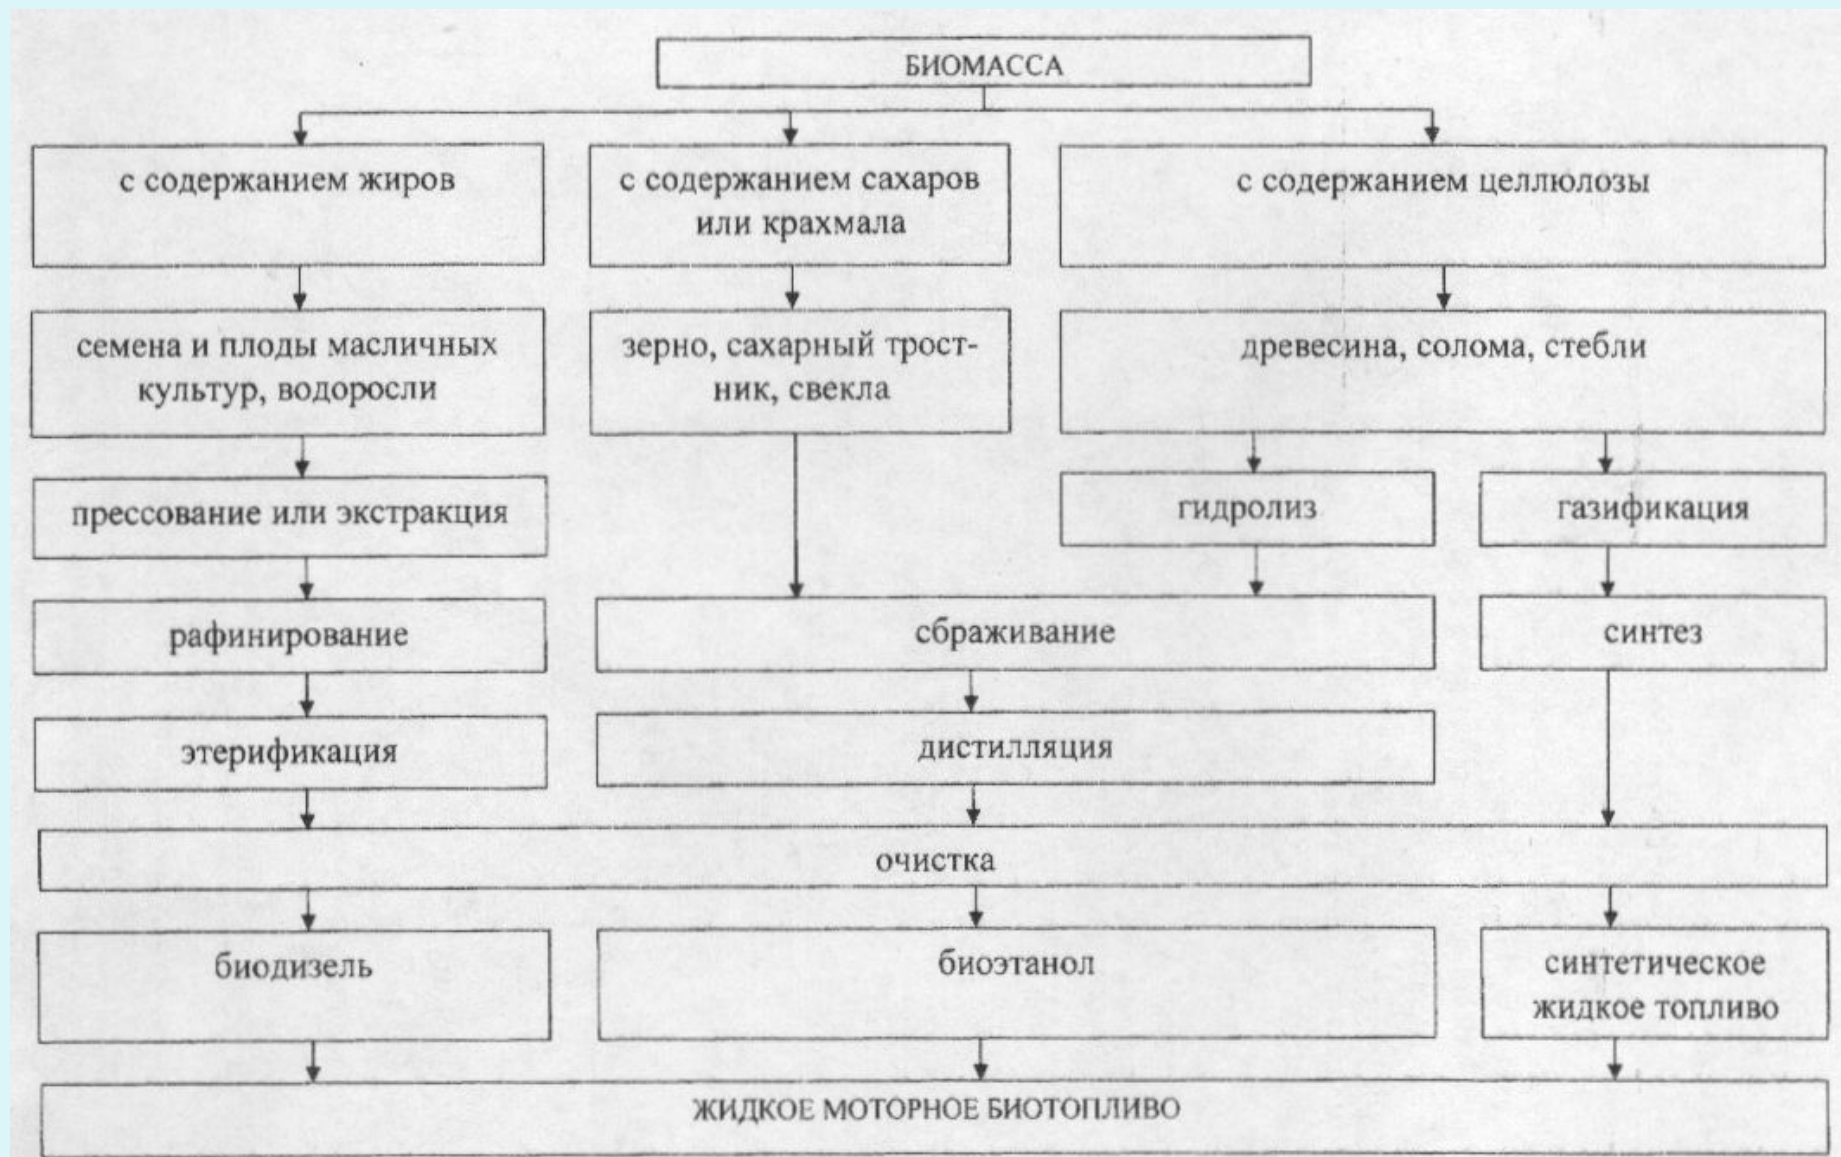 БИОМАССА
с содержанием жиров
с содержанием сахаров
или крахмала
с содержанием целлюлозы
семена и плоды масличных
культур, водоросли
зерно, сахарный трост-
ник, свекла
древесина, солома, стебли
прессование или экстракция
гидролиз
газификация
рафинирование
сбраживание
синтез
этерификация
дистилляция
очистка
биодизель
биоэтанол
синтетическое
жидкое топливо
ЖИДКОЕ МОТОРНОЕ БИОТОПЛИВО